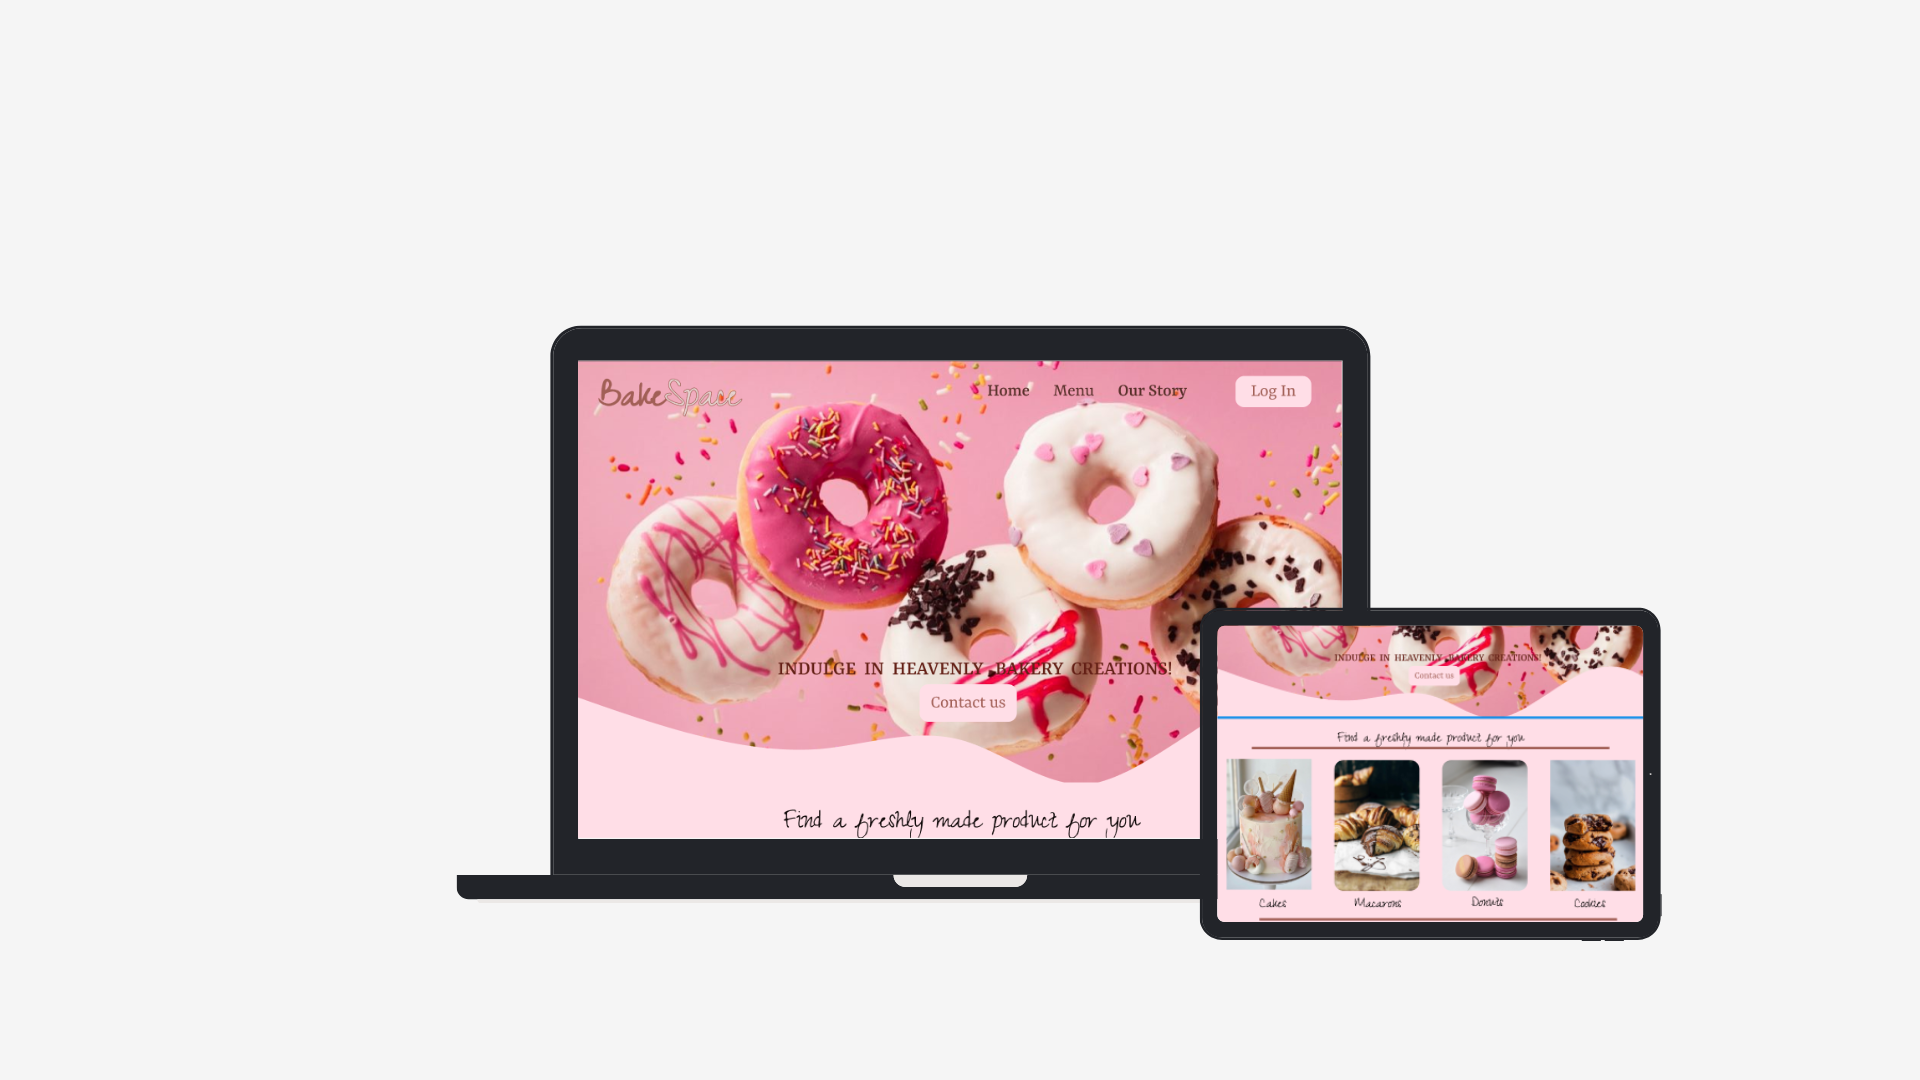 BakeSpace
Home Menu Our Story Log In
INDULGE IN HEAVENLY BAKERY CREATIONS!
Contact us
Find a freshly made product for you
INDULGE IN HEAVENLY BAKERY CREATIONS!
Contact us
Find a freshly made product for you
Cakes Macarons Donuts Cookies